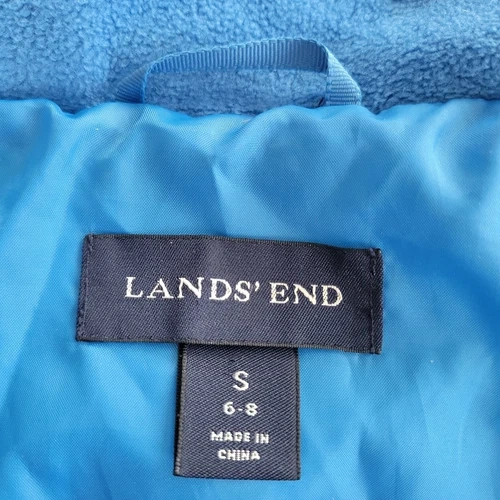 LANDS' END
S
6-8
MADE IN
CHINA